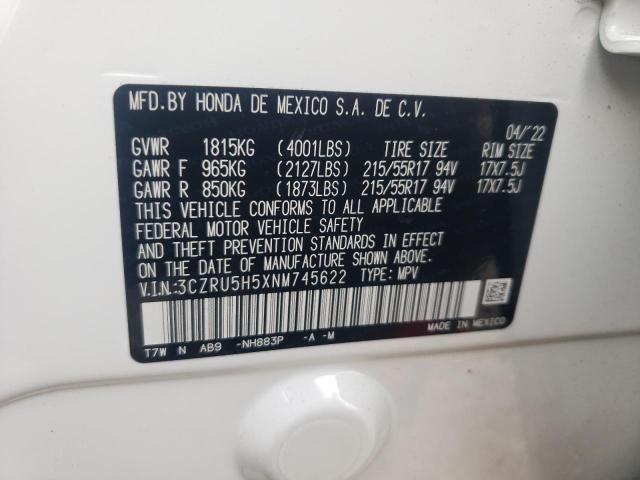 MFD.BY HONDA DE MEXICO S.A. DE C.V.
04/'22
GVWR 1815KG (4001LBS) TIRE SIZE RIM SIZE
GAWR F 965KG (2127LBS) 215/55R17 94V 17X7.5J
GAWR R 850KG (1873LBS) 215/55R17 94V 17X7.5J
THIS VEHICLE CONFORMS TO ALL APPLICABLE
FEDERAL MOTOR VEHICLE SAFETY
AND THEFT PREVENTION STANDARDS IN EFFECT
ON THE DATE OF MANUFACTURE SHOWN ABOVE.
V.I.N:3CZRU5H5XNM745622 TYPE: MPV
T7W N AB9 -NH883P -A -M
MADE IN MEXICO